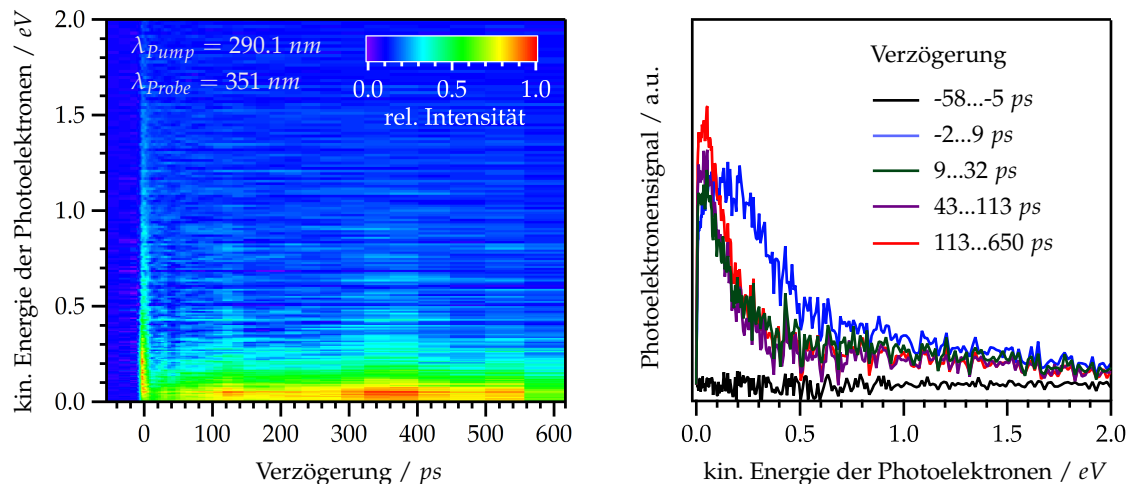 kin. Energie der Photoelektronen / eV
2.0
1.5
1.0
0.5
0.0
λPump = 290.1 nm
λProbe = 351 nm
0.0 0.5 1.0
rel. Intensität
0 100 200 300 400 500 600
Verzögerung / ps
Photoelektronensignal / a.u.
Verzögerung
-58...-5 ps
-2...9 ps
9...32 ps
43...113 ps
113...650 ps
0.0 0.5 1.0 1.5 2.0
kin. Energie der Photoelektronen / eV